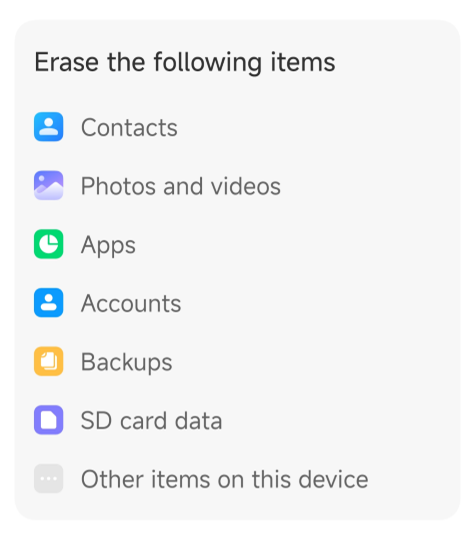 Erase the following items
Contacts
Photos and videos
Apps
Accounts
Backups
SD card data
Other items on this device